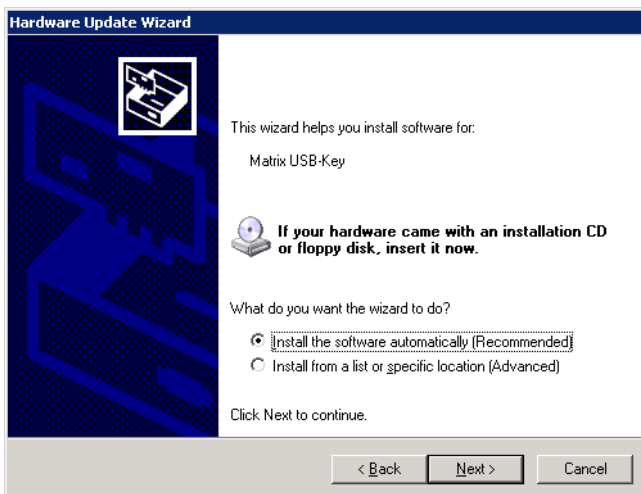 Hardware Update Wizard
This wizard helps you install software for:
Matrix USB-Key
If your hardware came with an installation CD
or floppy disk, insert it now.
What do you want the wizard to do?
Install the software automatically (Recommended)
Install from a list or specific location (Advanced)
Click Next to continue.
< Back Next > Cancel